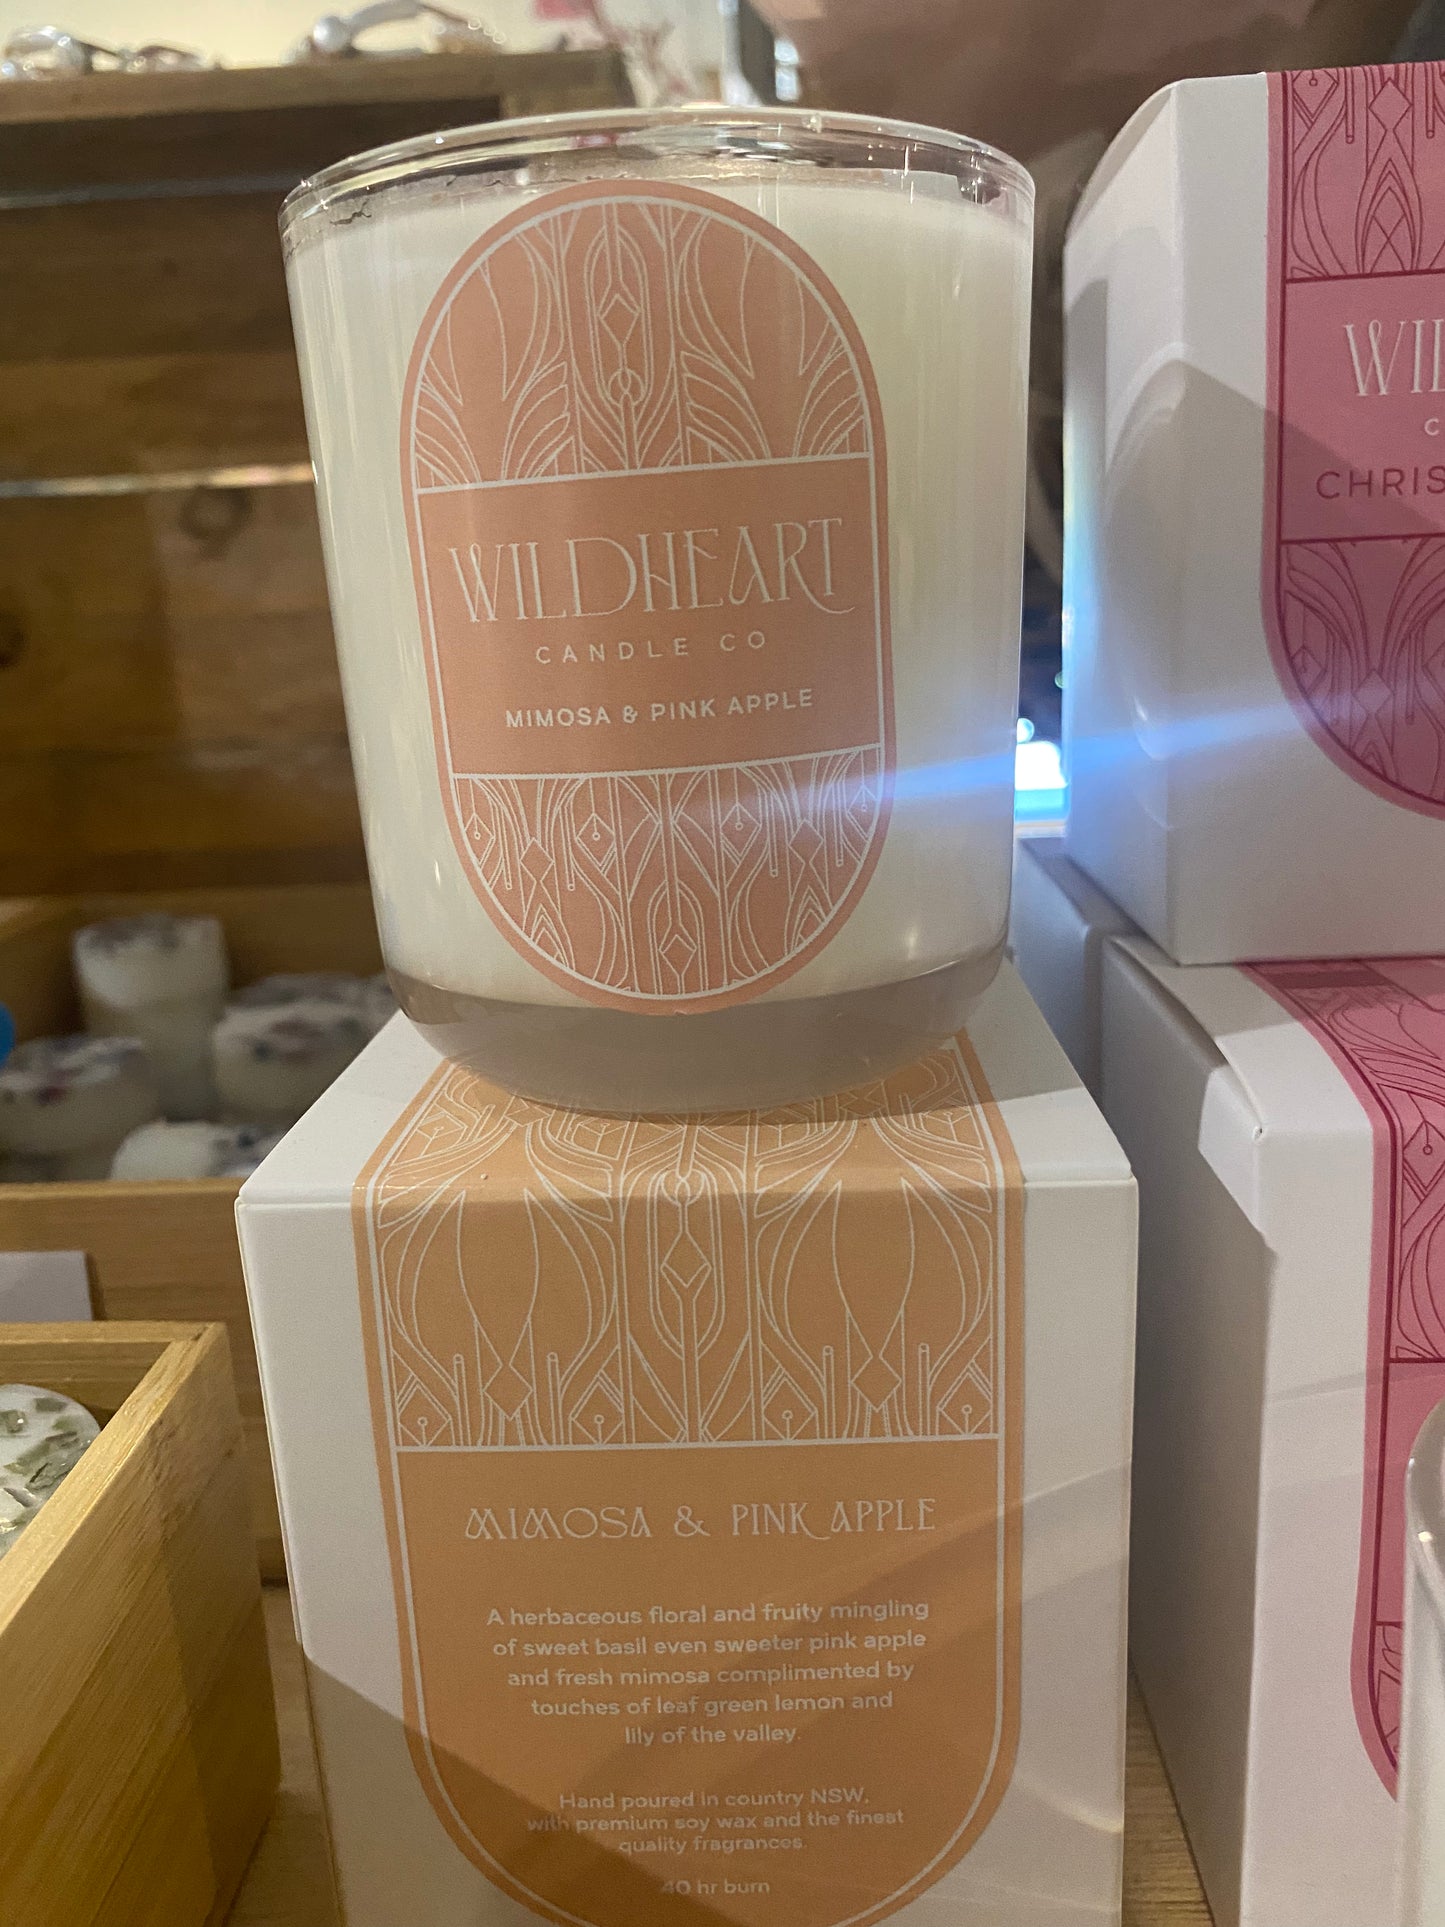 WILDHEART
CANDLE CO
MIMOSA & PINK APPLE
MIMOSA & PINK APPLE
A herbaceous floral and fruity mingling
of sweet basil even sweeter pink apple
and fresh mimosa complimented by
touches of leaf green lemon and
lily of the valley.
Hand poured in country NSW,
with premium soy wax and the finest
quality fragrances.
40 hr burn
WIL
C
CHRIS